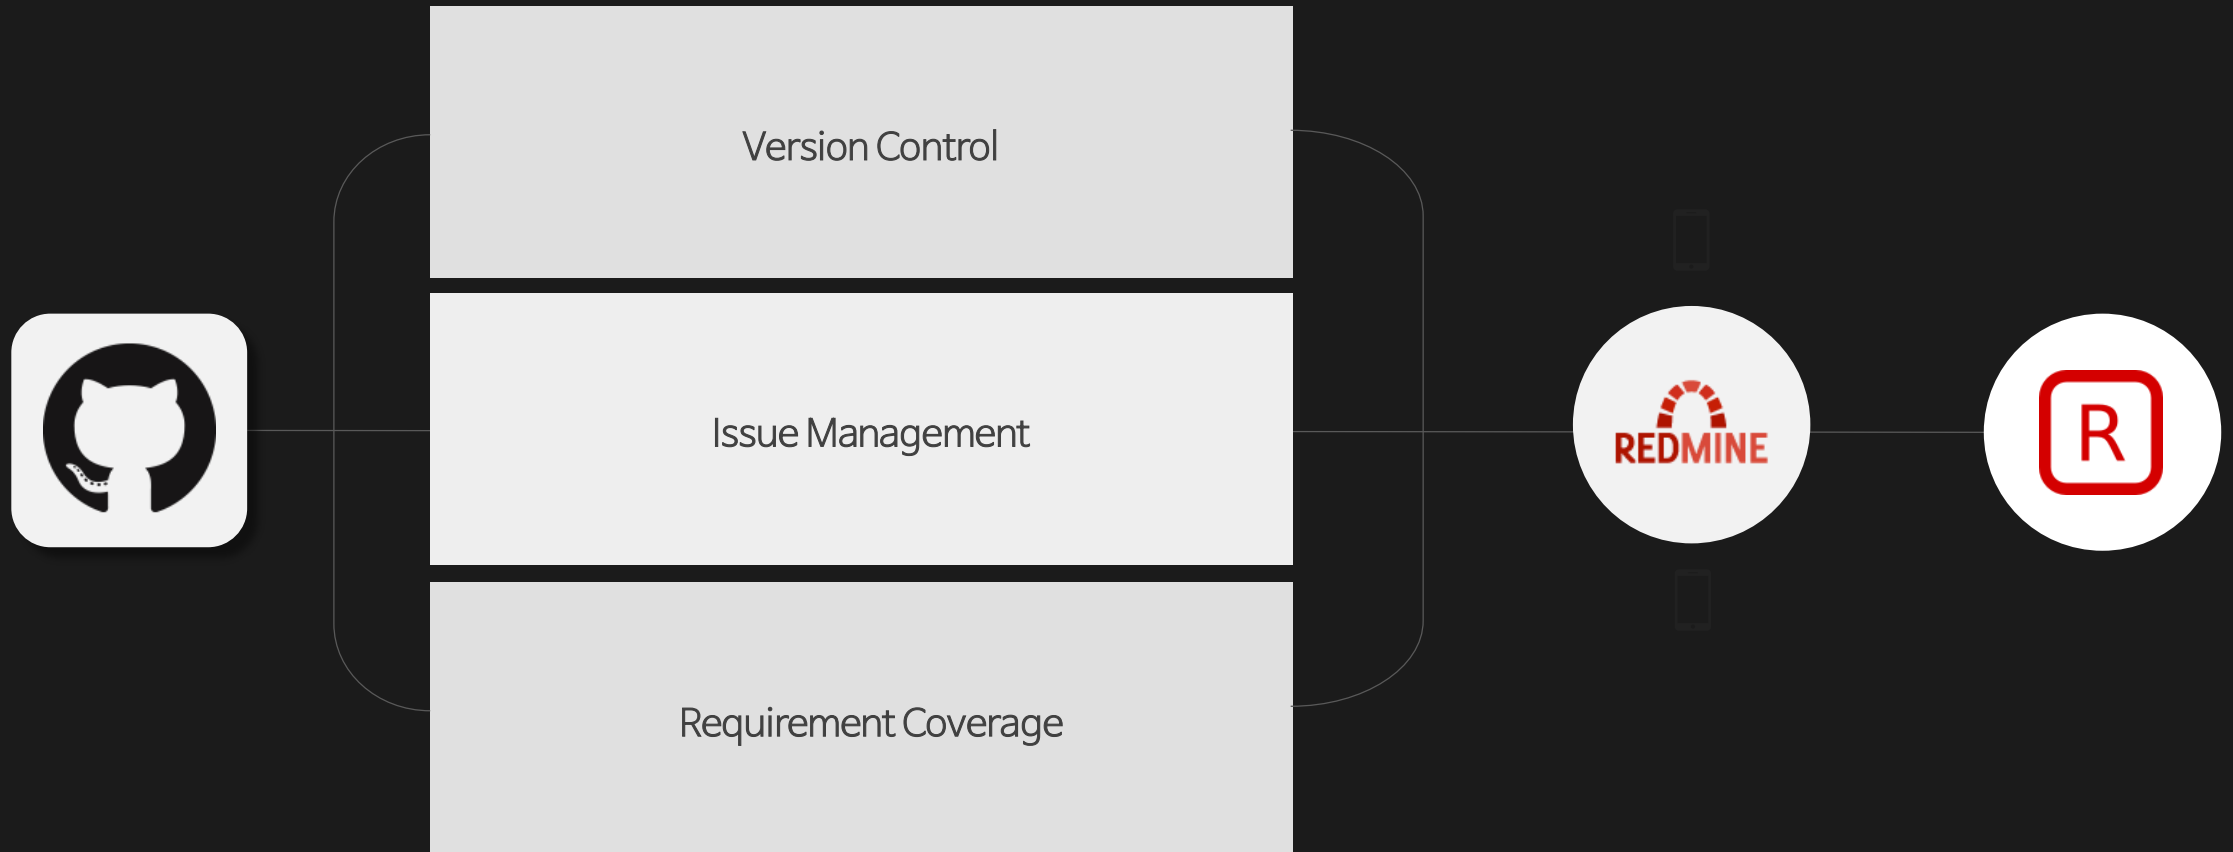 Version Control
Issue Management
REDMINE
R
Requirement Coverage